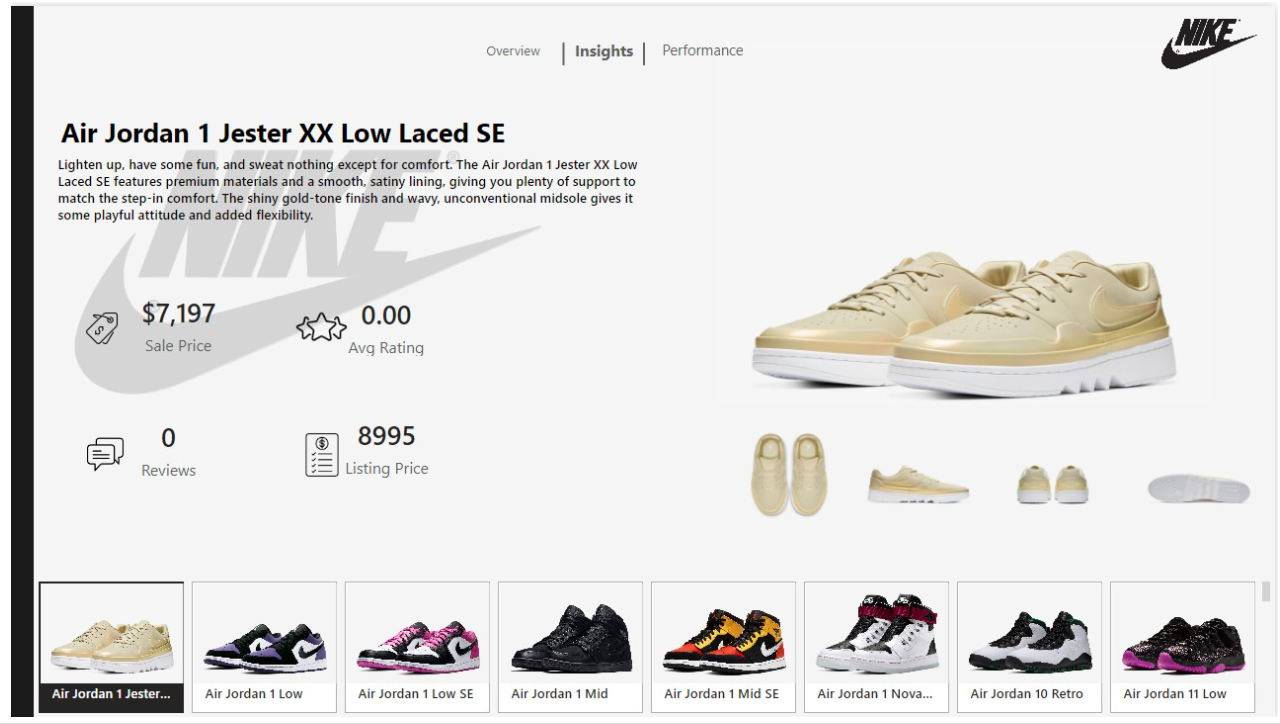 NIKE
Overview
Insights
Performance
Air Jordan 1 Jester XX Low Laced SE
NIKE
®
Lighten up, have some fun, and sweat nothing except for comfort. The Air Jordan 1 Jester XX Low
Laced SE features premium materials and a smooth, satiny lining, giving you plenty of support to
match the step-in comfort. The shiny gold-tone finish and wavy, unconventional midsole gives it
some playful attitude and added flexibility.
$7,197
Sale Price
0.00
Avg Rating
0
Reviews
8995
Listing Price
Air Jordan 1 Jester...
Air Jordan 1 Low
Air Jordan 1 Low SE
Air Jordan 1 Mid
Air Jordan 1 Mid SE
Air Jordan 1 Nova...
Air Jordan 10 Retro
Air Jordan 11 Low